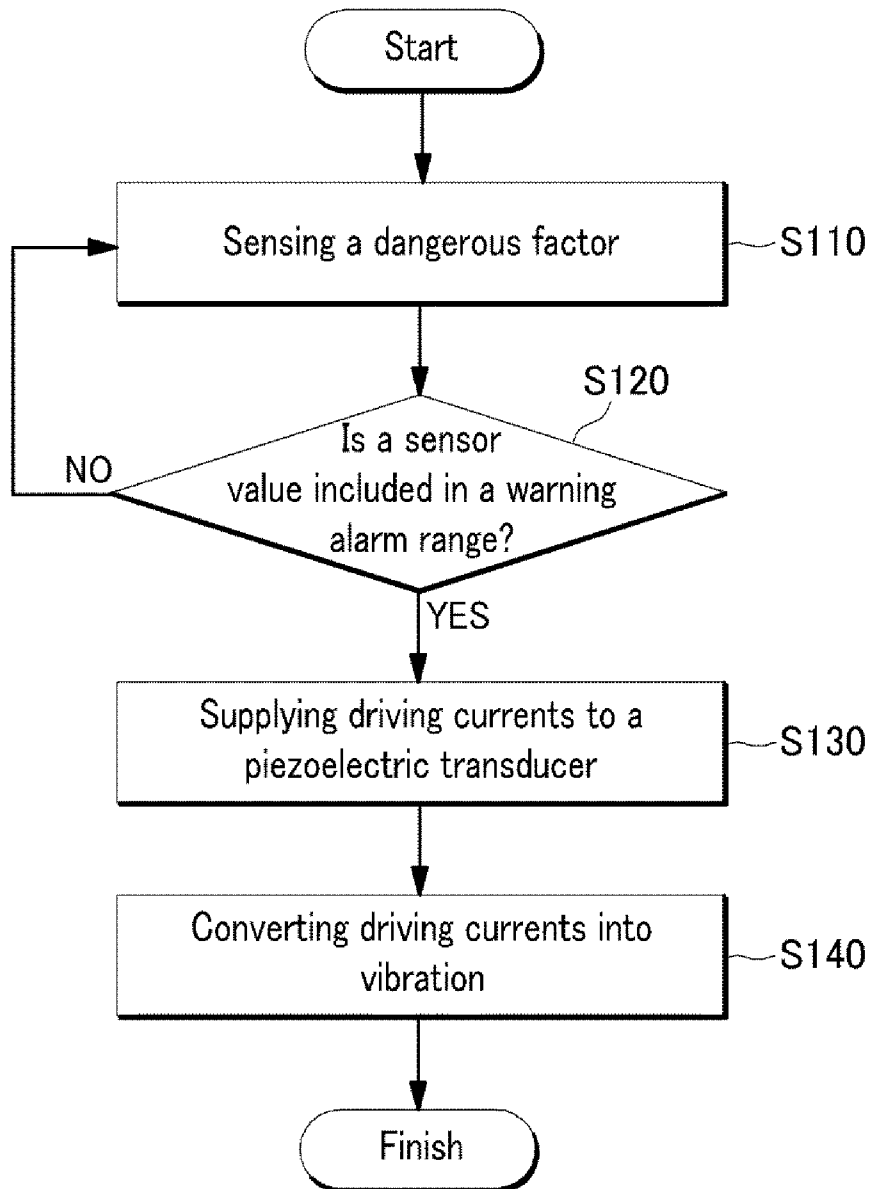 Start
Sensing a dangerous factor
S110
S120
Is a sensor
value included in a warning
alarm range?
NO
YES
Supplying driving currents to a
piezoelectric transducer
S130
Converting driving currents into
vibration
S140
Finish